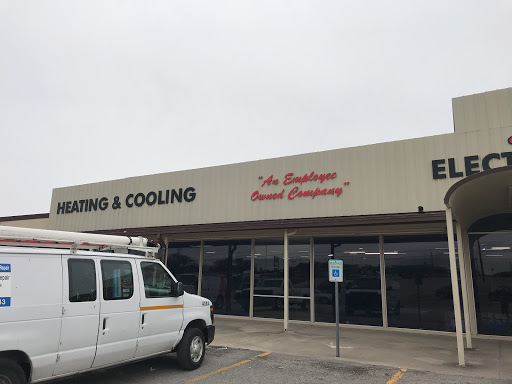 HEATING & COOLING
"An Employee
Owned Company"
ELECT